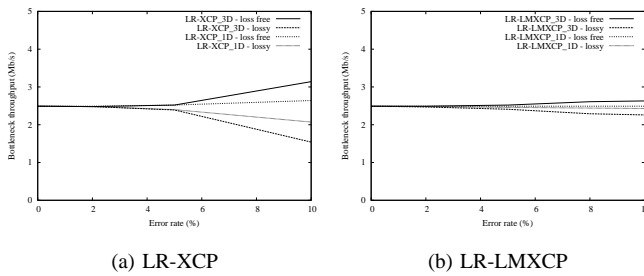 LR-XCP_3D - loss free
LR-XCP_3D - lossy
LR-XCP_1D - loss free
LR-XCP_1D - lossy
Bottleneck throughput (Mb/s)
5
4
3
2
1
0
0 2 4 6 8 10
Error rate (%)
(a) LR-XCP
LR-LMXCP_3D - loss free
LR-LMXCP_3D - lossy
LR-LMXCP_1D - loss free
LR-LMXCP_1D - lossy
Bottleneck throughput (Mb/s)
5
4
3
2
1
0
0 2 4 6 8 10
Error rate (%)
(b) LR-LMXCP